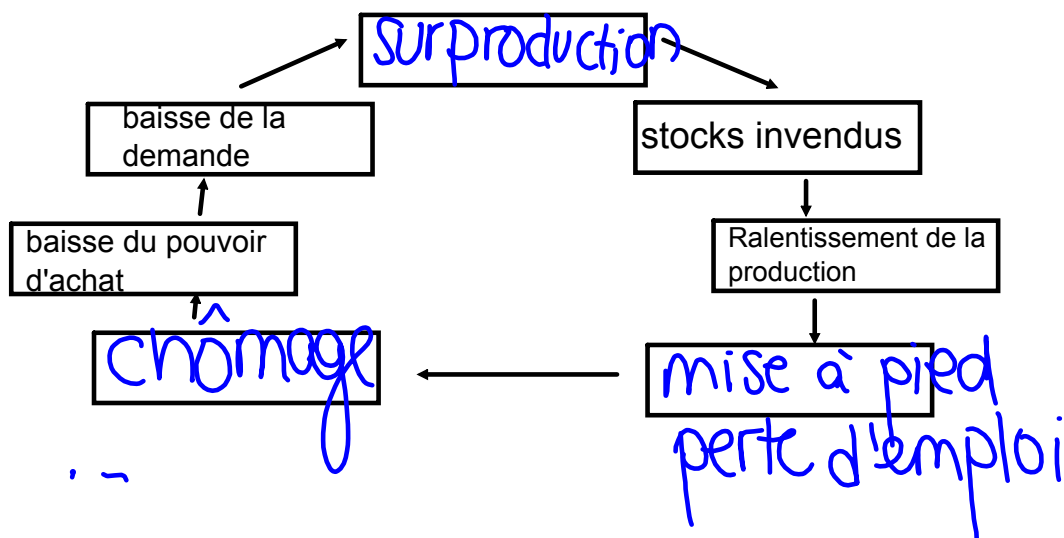 surproduction
baisse de la
demande
stocks invendus
baisse du pouvoir
d'achat
Ralentissement de la
production
chômage
mise à pied
perte d'emploi